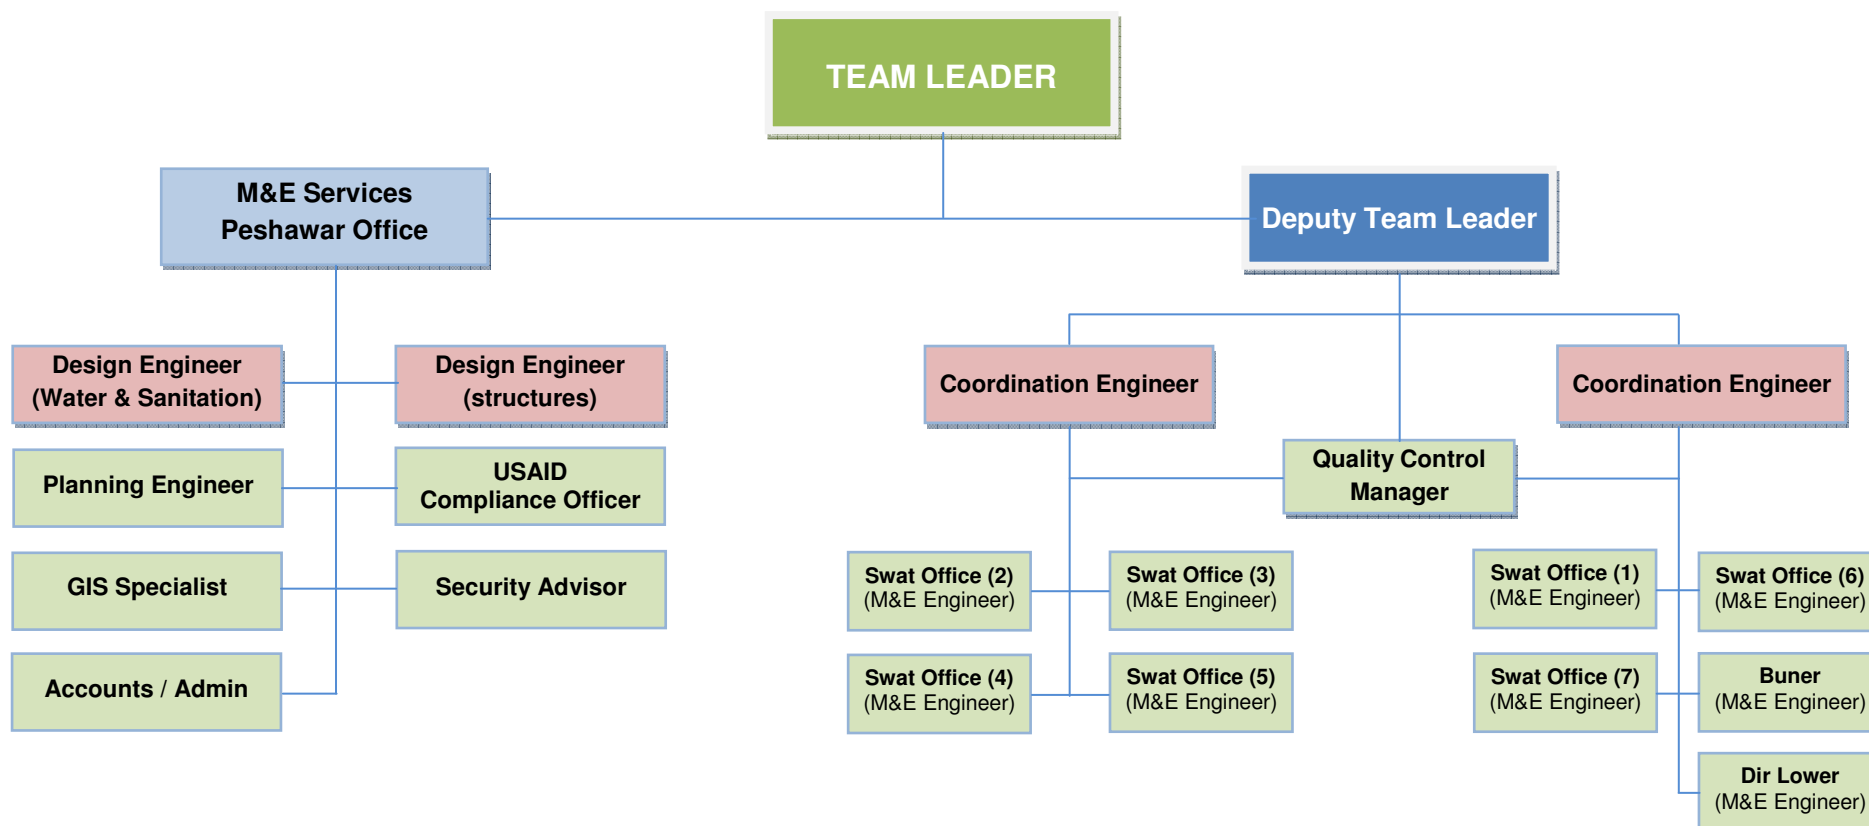 TEAM LEADER
M&E Services
Peshawar Office
Deputy Team Leader
Design Engineer
(Water & Sanitation)
Design Engineer
(structures)
Coordination Engineer
Coordination Engineer
Planning Engineer
USAID
Compliance Officer
Quality Control
Manager
GIS Specialist
Security Advisor
Swat Office (2)
(M&E Engineer)
Swat Office (3)
(M&E Engineer)
Swat Office (1)
(M&E Engineer)
Swat Office (6)
(M&E Engineer)
Accounts / Admin
Swat Office (4)
(M&E Engineer)
Swat Office (5)
(M&E Engineer)
Swat Office (7)
(M&E Engineer)
Buner
(M&E Engineer)
Dir Lower
(M&E Engineer)